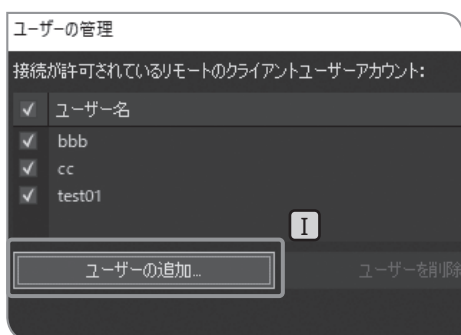 ユーザーの管理
接続が許可されているリモートのクライアントユーザーアカウント:
ユーザー名
bbb
cc
test01
I
ユーザーの追加... ユーザーを削除